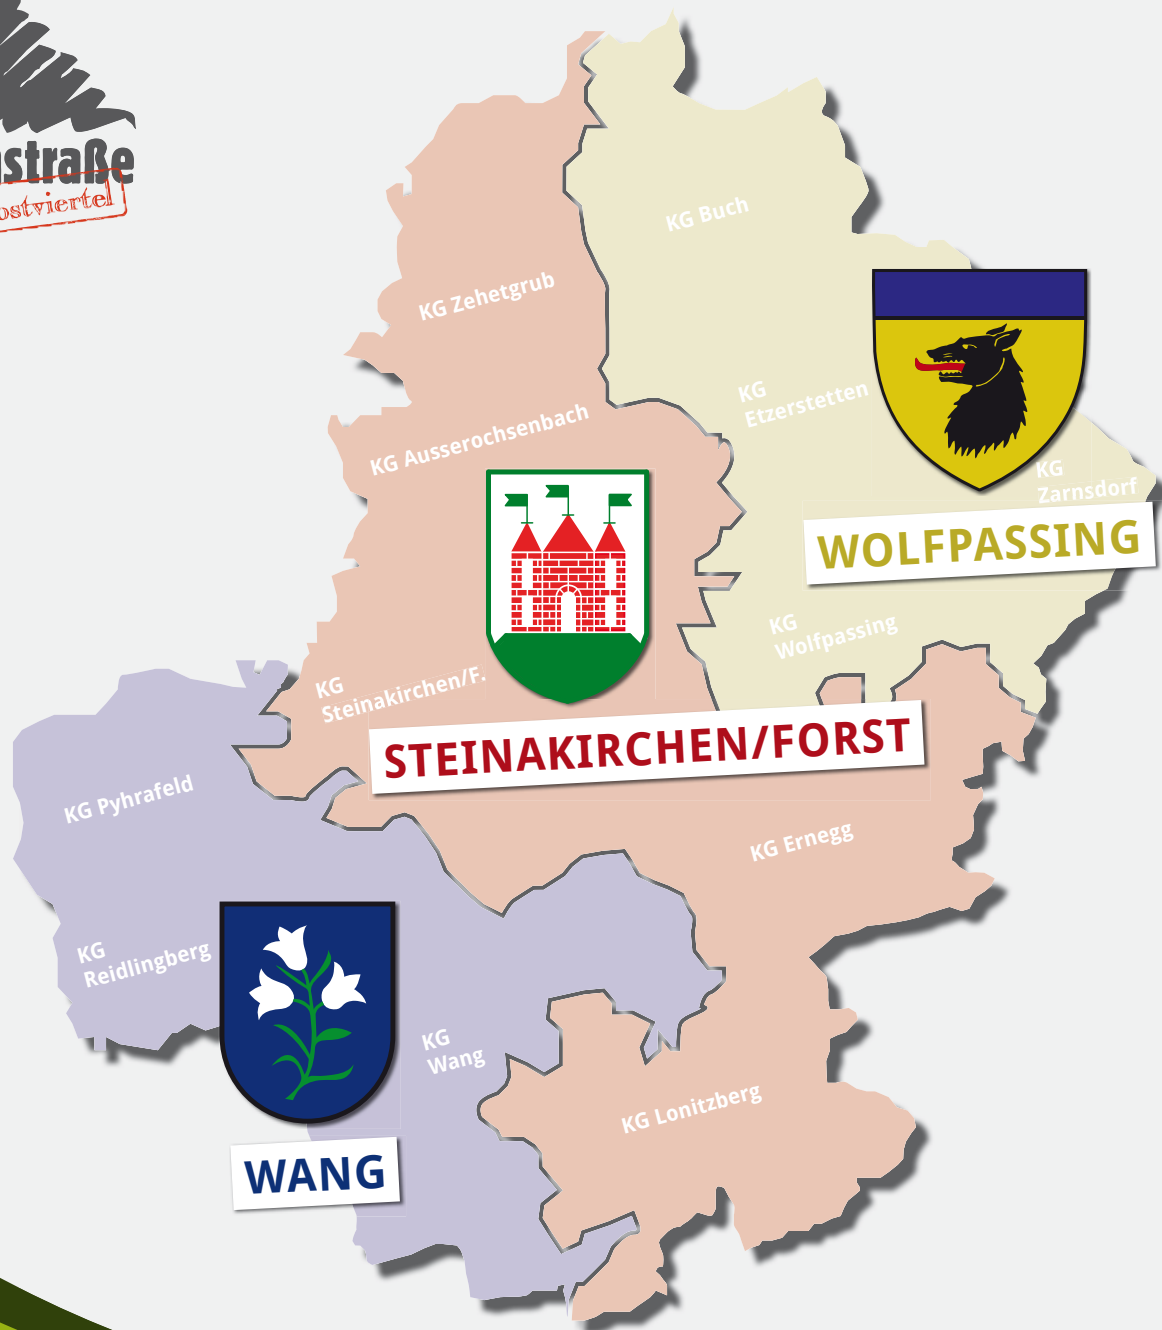 straße
ostviertel
KG Buch
KG Zehetgrub
KG
Etzerstetten
KG Ausserochsenbach
KG
Zarnsdorf
WOLFPASSING
KG
Wolfpassing
KG
Steinakirchen/F.
STEINAKIRCHEN/FORST
KG Pyhrafeld
KG Ernegg
KG
Reidlingberg
KG
Wang
KG Lonitzberg
WANG